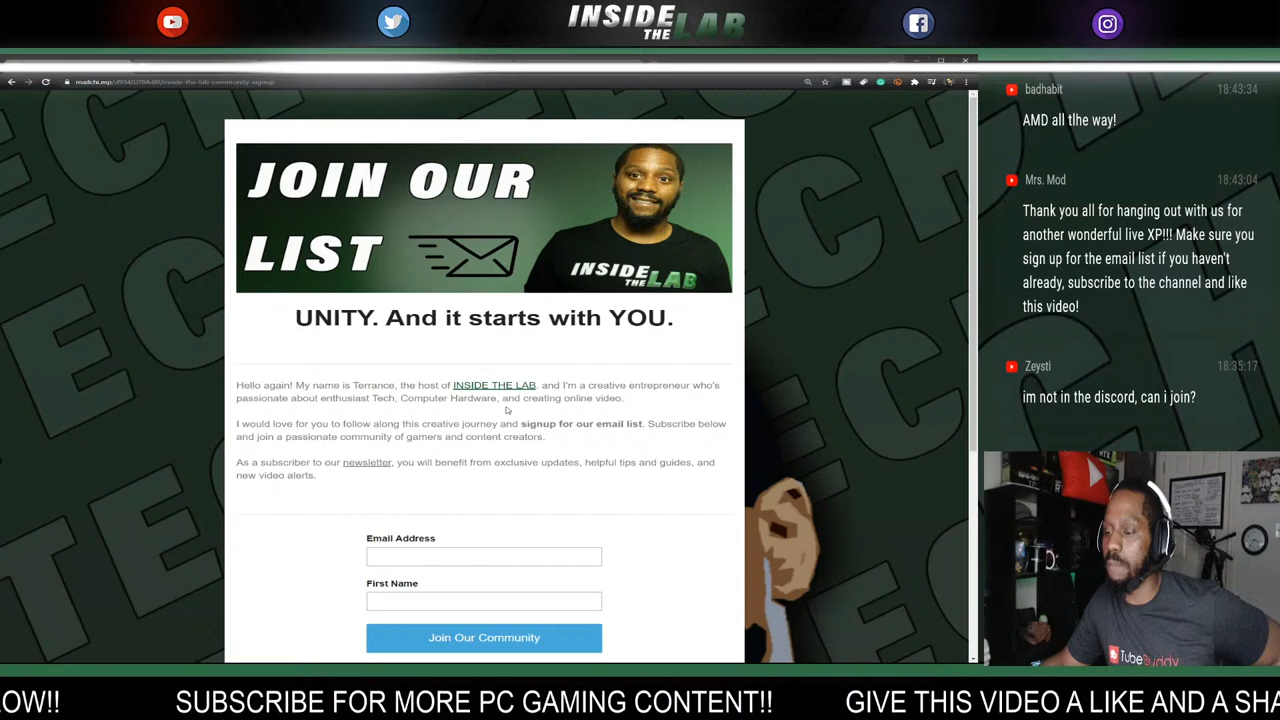 INSIDE
THE LAB
mailchi.mp/
/inside-the-lab-community-signup
JOIN OUR
LIST
INSIDE
THE LAB
UNITY. And it starts with YOU.
Hello again! My name is Terrance, the host of INSIDE THE LAB, and I'm a creative entrepreneur who's
passionate about enthusiast Tech, Computer Hardware, and creating online video.
I would love for you to follow along this creative journey and signup for our email list. Subscribe below
and join a passionate community of gamers and content creators.
As a subscriber to our newsletter, you will benefit from exclusive updates, helpful tips and guides, and
new video alerts.
Email Address
First Name
Join Our Community
badhabit 18:43:34
AMD all tlhe way!
Mrs. Mod 18:43:04
Thank you all for hanging out with us for
another wonderful live XP!!! Make sure you
sign up for the email list if you haven't
already, subscribe to the channel and like
this video!
Zeysti 18:35:17
im not in the discord, can i join?
TubeBuddy
OW!! SUBSCRIBE FOR MORE PC GAMING CONTENT!! GIVE THIS VIDEO A LIKE AND A SHA